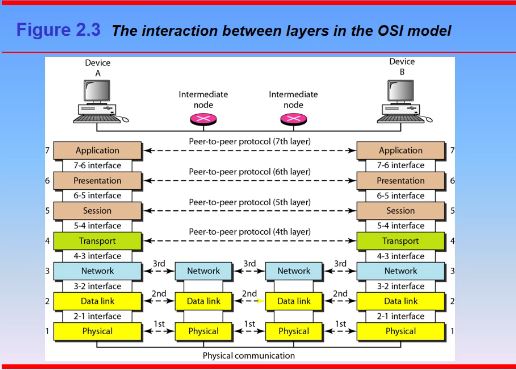 Figure 2.3 The interaction between layers in the OSI model
Device
A
Device
B
Intermediate
node
Intermediate
node
7 Application Peer-to-peer protocol (7th layer) Application 7
7-6 interface 7-6 interface
6 Presentation Peer-to-peer protocol (6th layer) Presentation 6
6-5 interface 6-5 interface
5 Session Peer-to-peer protocol (5th layer) Session 5
5-4 interface 5-4 interface
4 Transport Peer-to-peer protocol (4th layer) Transport 4
4-3 interface 4-3 interface
3 Network 3rd Network 3rd Network 3rd Network 3
3-2 interface 3-2 interface
2 Data link 2nd Data link 2nd Data link 2nd Data link 2
2-1 interface 2-1 interface
1 Physical 1st Physical 1st Physical 1st Physical 1
Physical communication